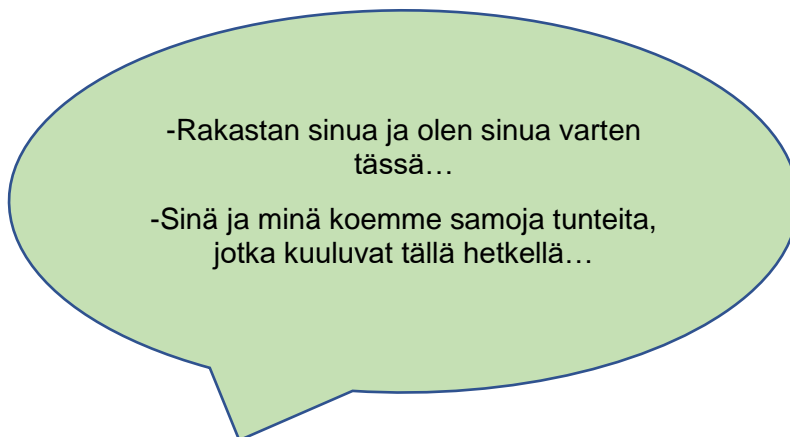 -Rakastan sinua ja olen sinua varten
tässä…
-Sinä ja minä koemme samoja tunteita,
jotka kuuluvat tällä hetkellä…